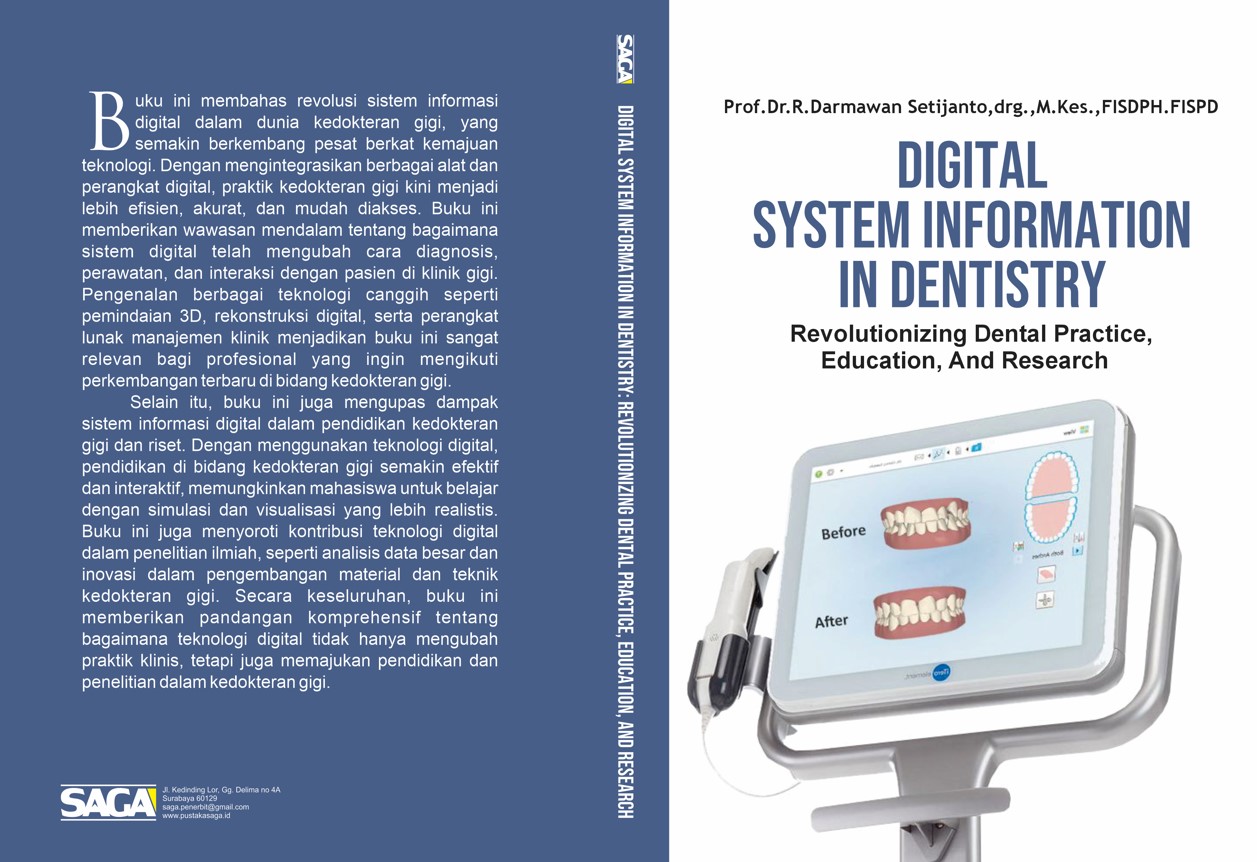 Buku ini membahas revolusi sistem informasi
digital dalam dunia kedokteran gigi, yang
semakin berkembang pesat berkat kemajuan
teknologi. Dengan mengintegrasikan berbagai alat dan
perangkat digital, praktik kedokteran gigi kini menjadi
lebih efisien, akurat, dan mudah diakses. Buku ini
memberikan wawasan mendalam tentang bagaimana
sistem digital telah mengubah cara diagnosis,
perawatan, dan interaksi dengan pasien di klinik gigi.
Pengenalan berbagai teknologi canggih seperti
pemindaian 3D, rekonstruksi digital, serta perangkat
lunak manajemen klinik menjadikan buku ini sangat
relevan bagi profesional yang ingin mengikuti
perkembangan terbaru di bidang kedokteran gigi.
Selain itu, buku ini juga mengupas dampak
sistem informasi digital dalam pendidikan kedokteran
gigi dan riset. Dengan menggunakan teknologi digital,
pendidikan di bidang kedokteran gigi semakin efektif
dan interaktif, memungkinkan mahasiswa untuk belajar
dengan simulasi dan visualisasi yang lebih realistis.
Buku ini juga menyoroti kontribusi teknologi digital
dalam penelitian ilmiah, seperti analisis data besar dan
inovasi dalam pengembangan material dan teknik
kedokteran gigi. Secara keseluruhan, buku ini
memberikan pandangan komprehensif tentang
bagaimana teknologi digital tidak hanya mengubah
praktik klinis, tetapi juga memajukan pendidikan dan
penelitian dalam kedokteran gigi.
SAGA
Jl. Kedinding Lor, Gg. Delima no 4A
Surabaya 60129
saga.penerbit@gmail.com
www.pustakasaga.id
SAGA
DIGITAL SYSTEM INFORMATION IN DENTISTRY: REVOLUTIONIZING DENTAL PRACTICE, EDUCATION, AND RESEARCH
Prof.Dr.R.Darmawan Setijanto,drg.,M.Kes.,FISDPH.FISPD
DIGITAL
SYSTEM INFORMATION
IN DENTISTRY
Revolutionizing Dental Practice,
Education, And Research
View
Before
Both Arches
After